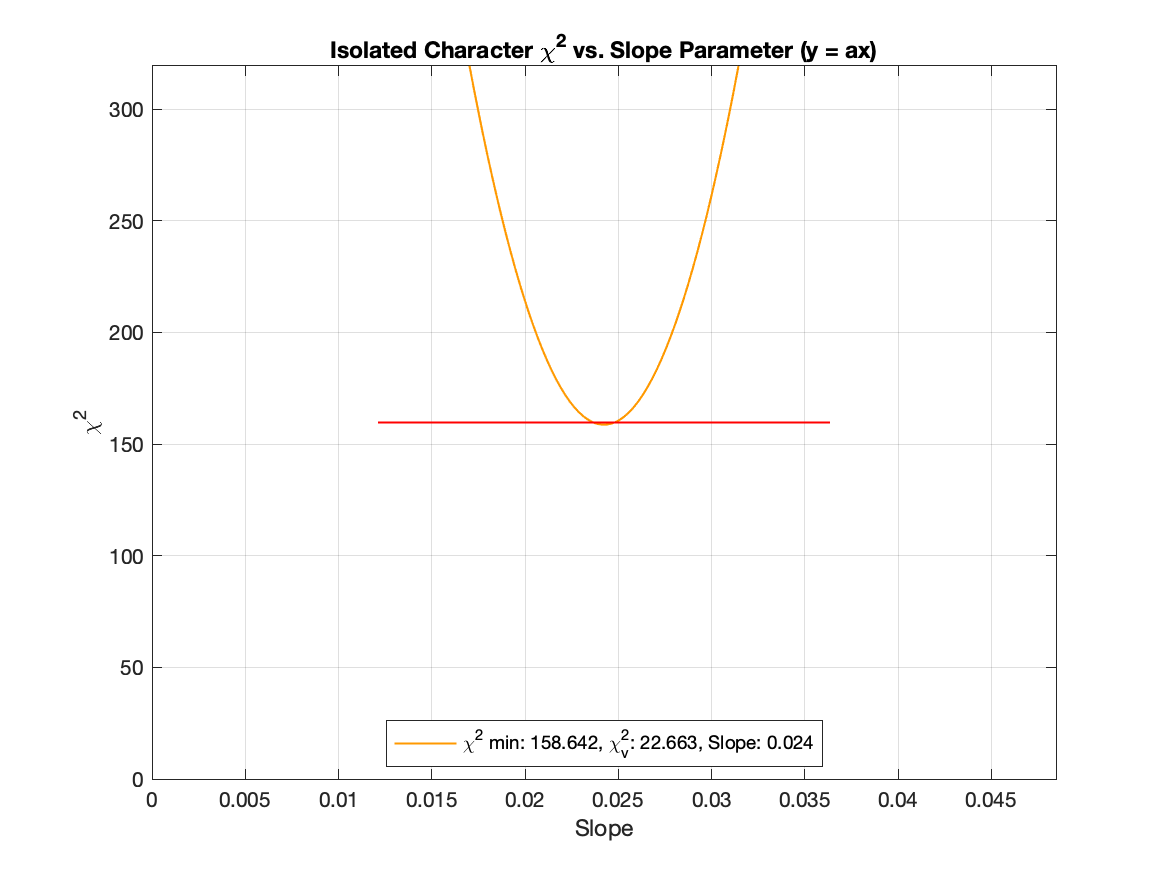 Isolated Character χ² vs. Slope Parameter (y = ax)
χ²
300
250
200
150
100
50
0
χ² min: 158.642, χ²ᵥ: 22.663, Slope: 0.024
0 0.005 0.01 0.015 0.02 0.025 0.03 0.035 0.04 0.045
Slope